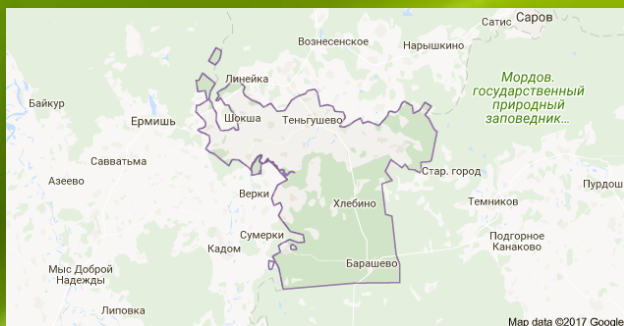 Сатис
Саров
Вознесенское
Нарышкино
Линейка
Мордов.
государственный
природный
заповедник...
Байкур
Ермишь
Шокша
Теньгушево
Савватьма
Азеево
Стар. город
Пурдош
Верки
Хлебино
Темников
Сумерки
Подгорное
Канаково
Кадом
Барашево
Мыс Доброй
Надежды
Липовка
Map data ©2017 Google